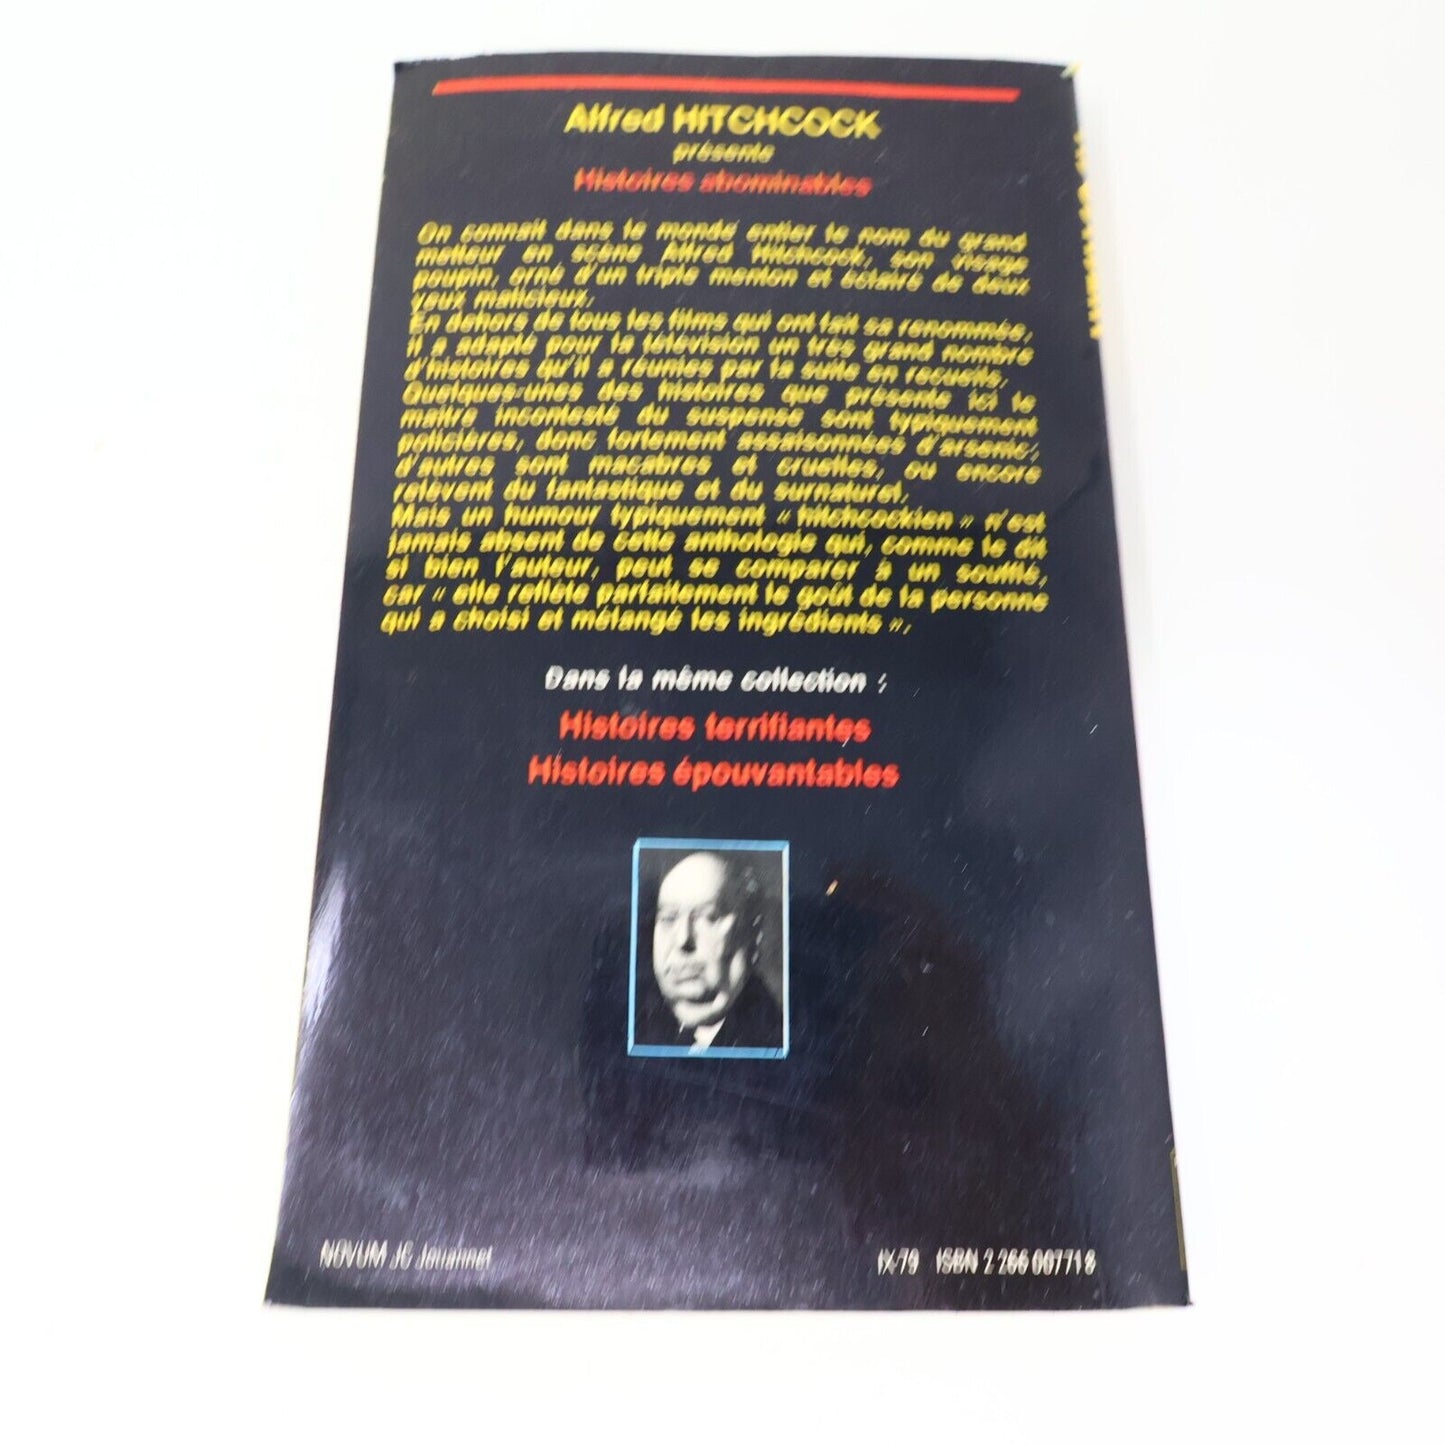 Alfred HITCHCOCK
présente
Histoires abominables
On connaît dans le monde entier le nom du grand
metteur en scène Alfred Hitchcock, son visage
poupin, orné d'un triple menton et éclairé de deux
yeux malicieux.
En dehors de tous les films qui ont fait sa renommée,
il a adapté pour la télévision un très grand nombre
d'histoires qu'il a réunies par la suite en recueils.
Quelques-unes des histoires que présente ici le
maître incontesté du suspense sont typiquement
policières, donc fortement assaisonnées d'arsenic;
d'autres sont macabres et cruelles, ou encore
relèvent du fantastique et du surnaturel.
Mais un humour typiquement « hitchcockien » n'est
jamais absent de cette anthologie qui, comme le dit
si bien l'auteur, peut se comparer à un soufflé,
car « elle reflète parfaitement le goût de la personne
qui a choisi et mélangé les ingrédients ».
Dans la même collection :
Histoires terrifiantes
Histoires épouvantables
NOVUM JC Jouannet
IX-79 ISBN 2 266 00771 8